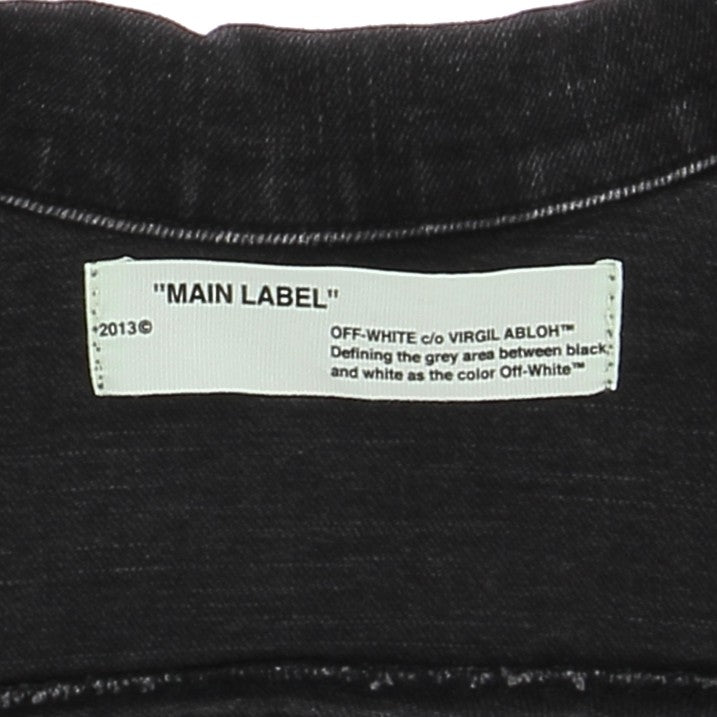 "MAIN LABEL"
2013©
OFF-WHITE c/o VIRGIL ABLOH™
Defining the grey area between black
and white as the color Off-White™